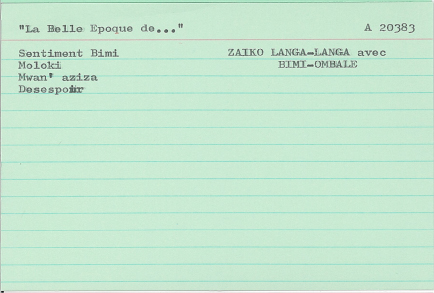 "La Belle Epoque de..." A 20383
Sentiment Bimi ZAIKO LANGA-LANGA avec
Moloki BIMI-OMBALE
Mwan' aziza
Desespoir